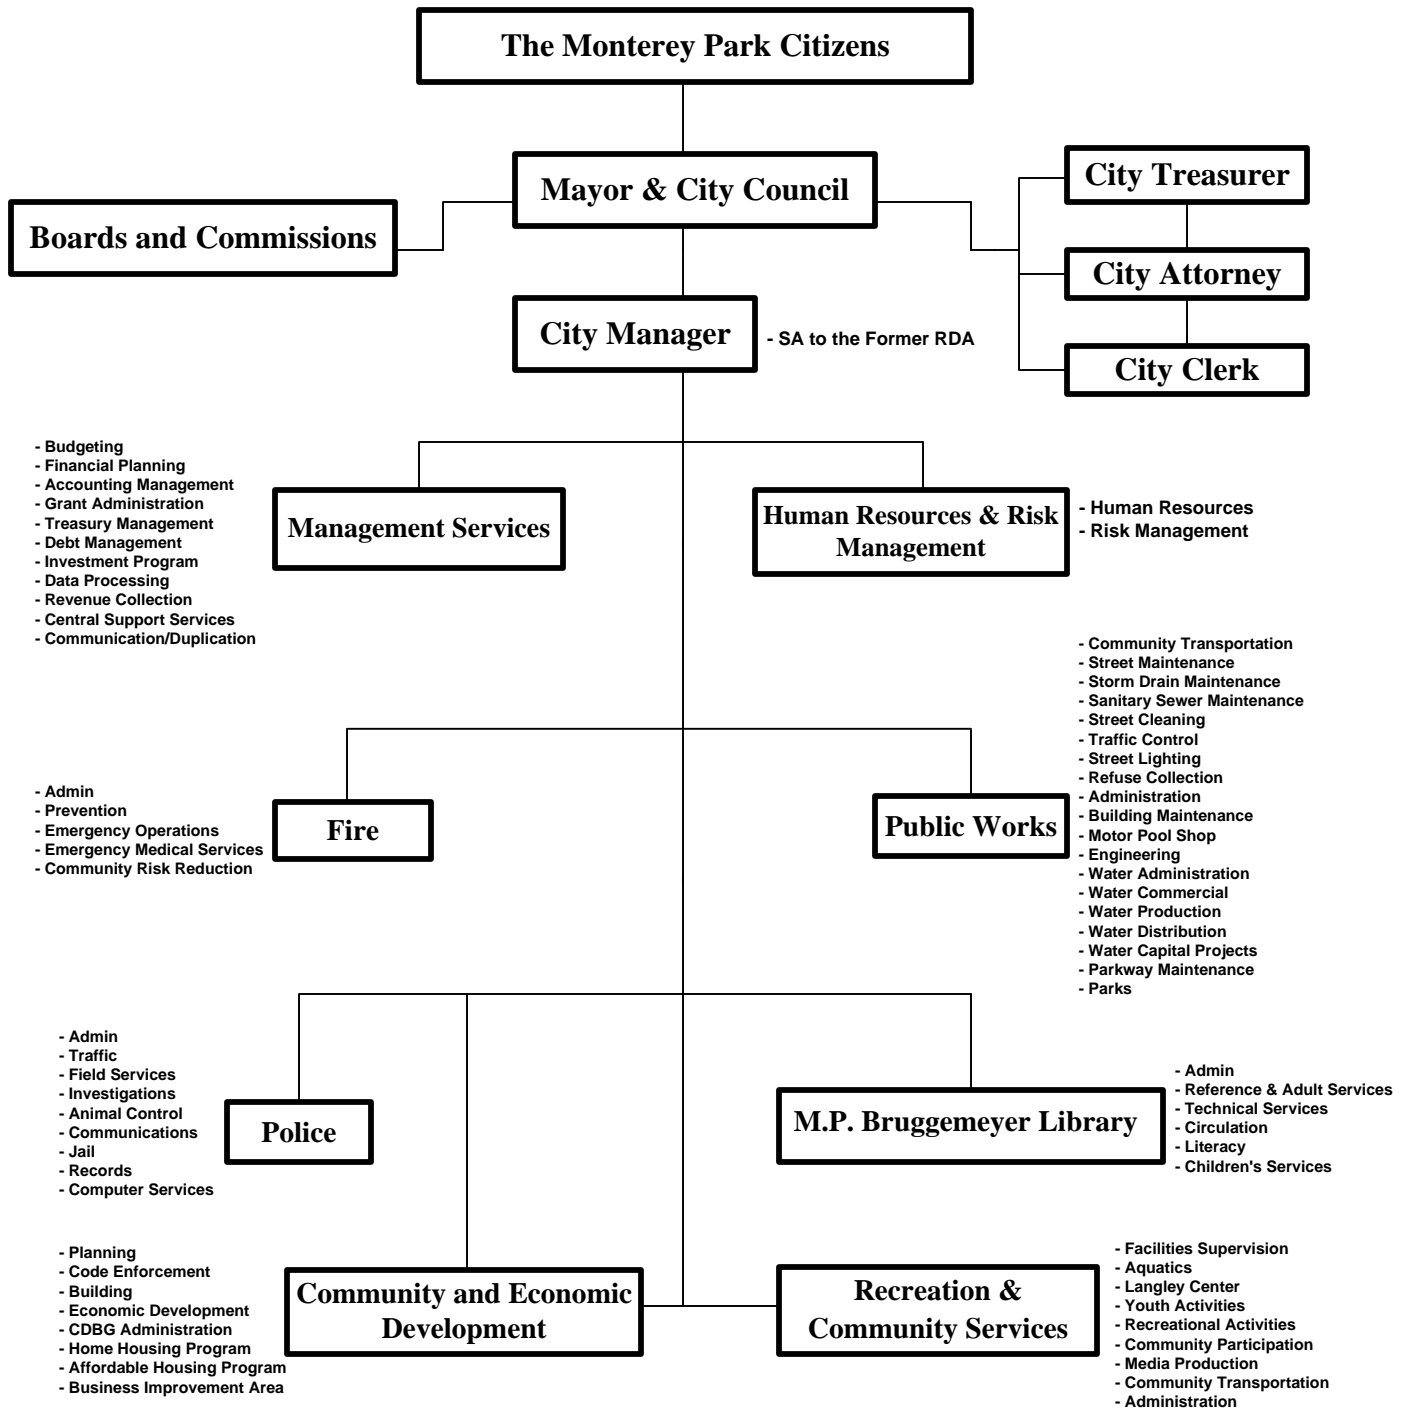 The Monterey Park Citizens
Mayor & City Council
City Treasurer
Boards and Commissions
City Attorney
City Manager
- SA to the Former RDA
City Clerk
- Budgeting
- Financial Planning
- Accounting Management
- Grant Administration
- Treasury Management
- Debt Management
- Investment Program
- Data Processing
- Revenue Collection
- Central Support Services
- Communication/Duplication
Management Services
Human Resources & Risk
Management
- Human Resources
- Risk Management
- Admin
- Prevention
- Emergency Operations
- Emergency Medical Services
- Community Risk Reduction
Fire
Public Works
- Community Transportation
- Street Maintenance
- Storm Drain Maintenance
- Sanitary Sewer Maintenance
- Street Cleaning
- Traffic Control
- Street Lighting
- Refuse Collection
- Administration
- Building Maintenance
- Motor Pool Shop
- Engineering
- Water Administration
- Water Commercial
- Water Production
- Water Distribution
- Water Capital Projects
- Parkway Maintenance
- Parks
- Admin
- Traffic
- Field Services
- Investigations
- Animal Control
- Communications
- Jail
- Records
- Computer Services
Police
M.P. Bruggemeyer Library
- Admin
- Reference & Adult Services
- Technical Services
- Circulation
- Literacy
- Children's Services
- Planning
- Code Enforcement
- Building
- Economic Development
- CDBG Administration
- Home Housing Program
- Affordable Housing Program
- Business Improvement Area
Community and Economic
Development
Recreation &
Community Services
- Facilities Supervision
- Aquatics
- Langley Center
- Youth Activities
- Recreational Activities
- Community Participation
- Media Production
- Community Transportation
- Administration